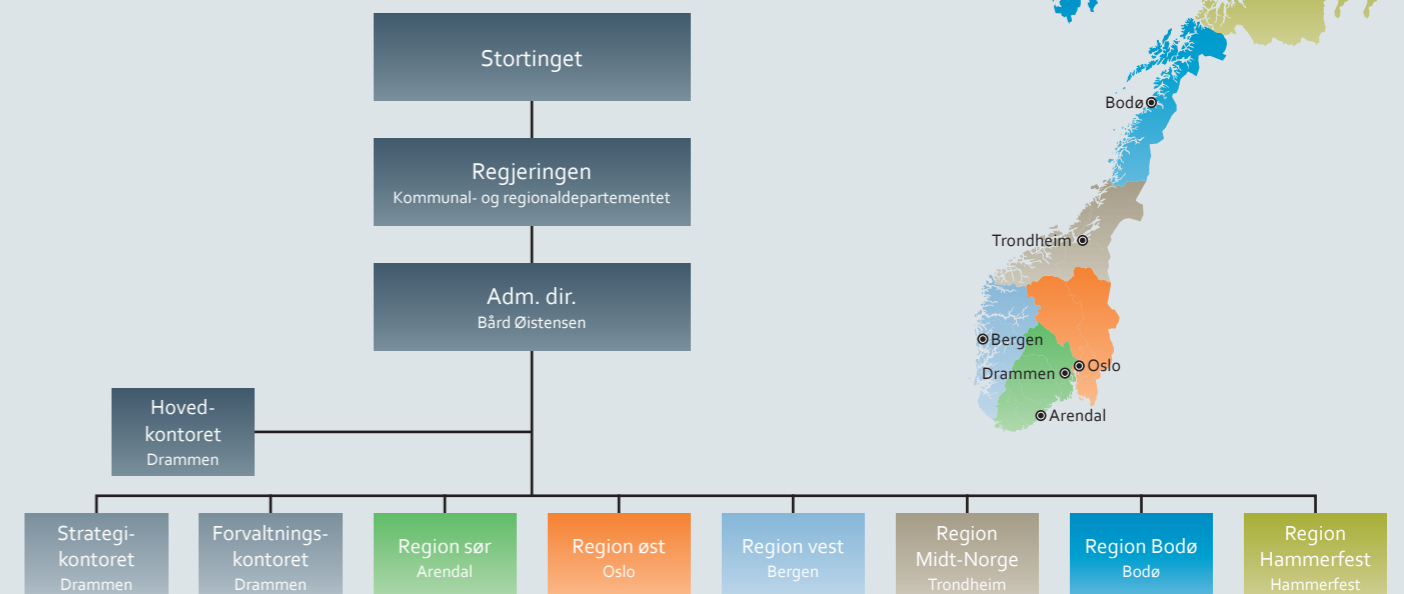 Stortinget
Regjeringen
Kommunal- og regionaldepartementet
Adm. dir.
Bård Øistensen
Hoved-
kontoret
Drammen
Strategi-
kontoret
Drammen
Forvaltnings-
kontoret
Drammen
Region sør
Arendal
Region øst
Oslo
Region vest
Bergen
Region
Midt-Norge
Trondheim
Region Bodø
Bodø
Region
Hammerfest
Hammerfest
Bodø
Trondheim
Bergen
Drammen
Oslo
Arendal